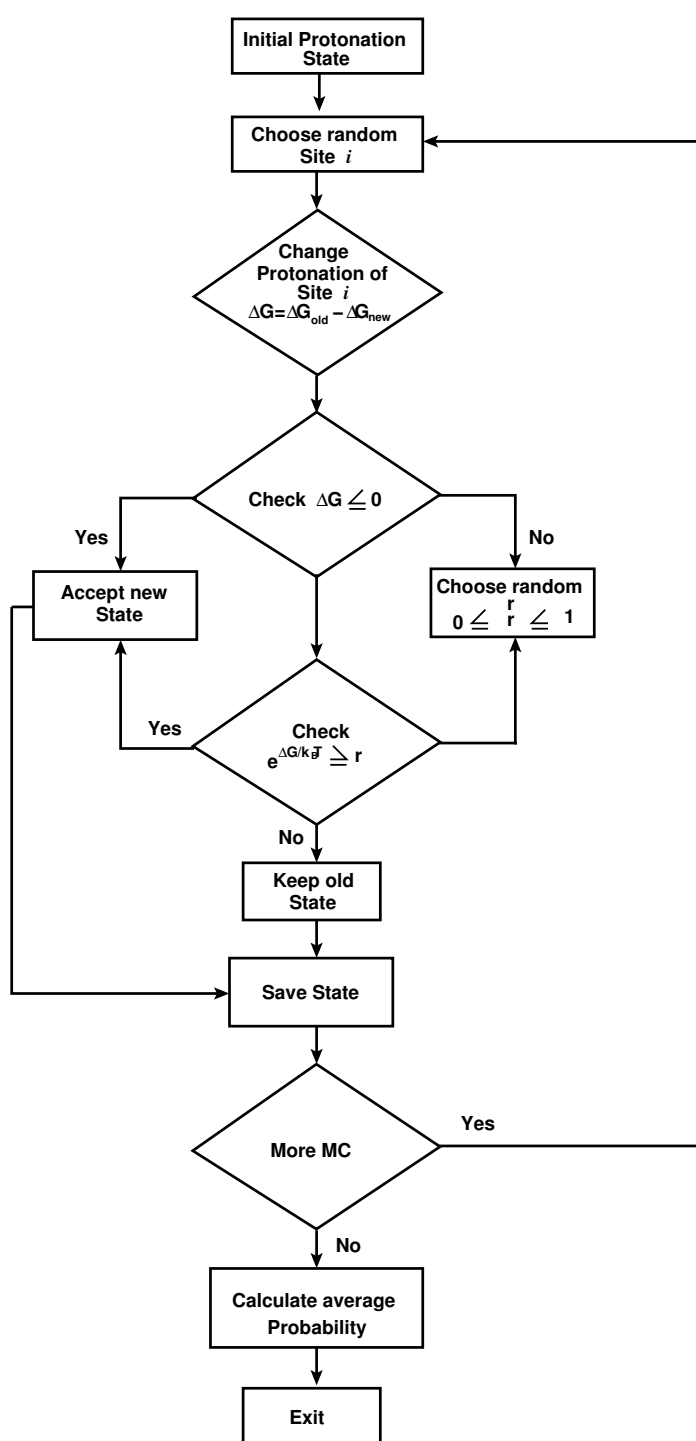 Initial Protonation
State
Choose random
Site i
Change
Protonation of
Site i
ΔG=ΔG_old – ΔG_new
Check ΔG ≦ 0
Yes
No
Accept new
State
Choose random
r
0 ≦ r ≦ 1
Yes
Check
e^ΔG/k_BT ≧ r
No
Keep old
State
Save State
Yes
More MC
No
Calculate average
Probability
Exit